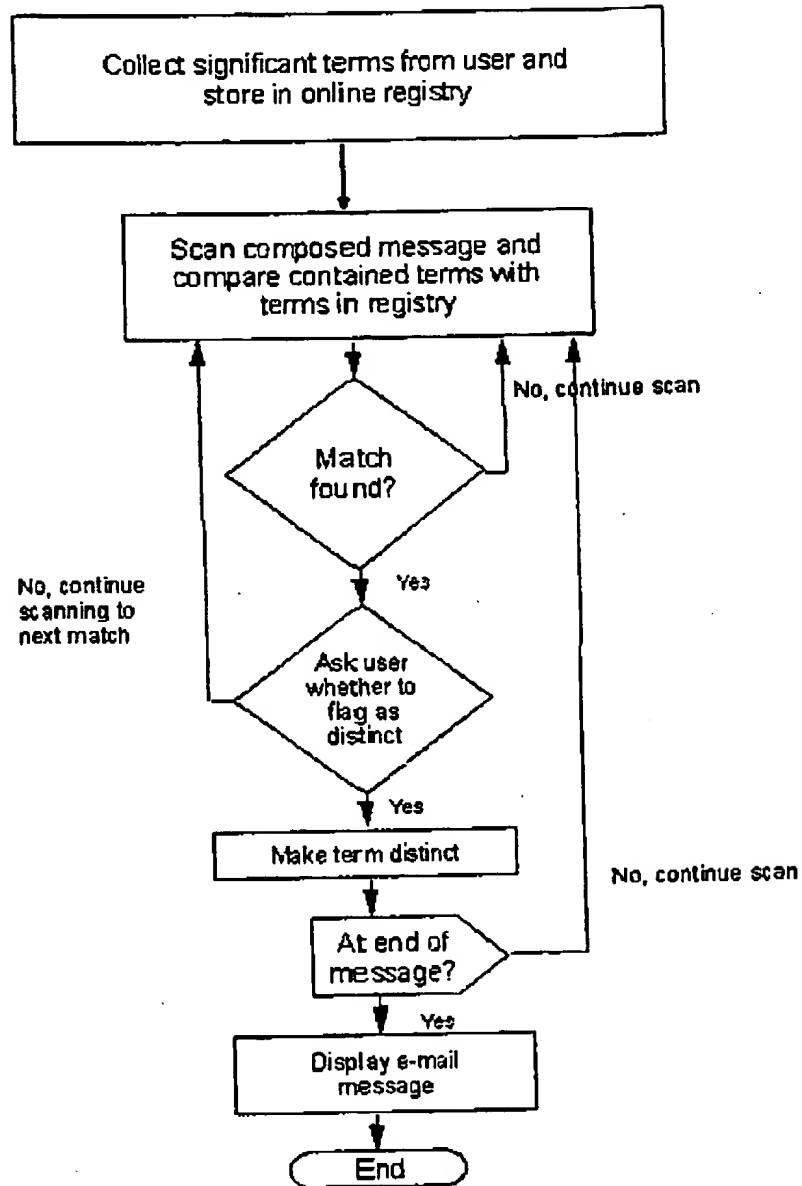 Collect significant terms from user and
store in online registry
Scan composed message and
compare contained terms with
terms in registry
No, continue scan
Match
found?
Yes
No, continue
scanning to
next match
Ask user
whether to
flag as
distinct
Yes
Make term distinct
No, continue scan
At end of
message?
Yes
Display e-mail
message
End